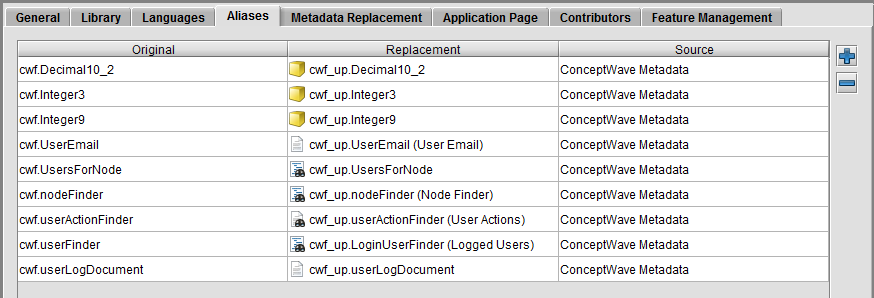 General Library Languages Aliases Metadata Replacement Application Page Contributors Feature Management
Original Replacement Source
cwf.Decimal10_2 cwf_up.Decimal10_2 ConceptWave Metadata
cwf.Integer3 cwf_up.Integer3 ConceptWave Metadata
cwf.Integer9 cwf_up.Integer9 ConceptWave Metadata
cwf.UserEmail cwf_up.UserEmail (User Email) ConceptWave Metadata
cwf.UsersForNode cwf_up.UsersForNode ConceptWave Metadata
cwf.nodeFinder cwf_up.nodeFinder (Node Finder) ConceptWave Metadata
cwf.userActionFinder cwf_up.userActionFinder (User Actions) ConceptWave Metadata
cwf.userFinder cwf_up.LoginUserFinder (Logged Users) ConceptWave Metadata
cwf.userLogDocument cwf_up.userLogDocument ConceptWave Metadata